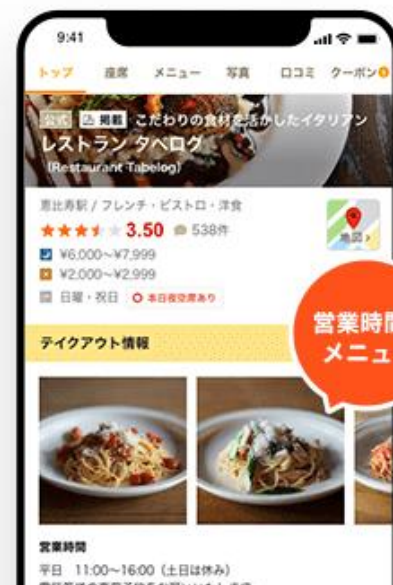 9:41
トップ 座席 メニュー 写真 口コミ クーポン
公式 掲載 こだわりの食材を活かしたイタリアン
レストラン タベログ
(Restaurant Tabelog)
恵比寿駅 / フレンチ・ビストロ・洋食
3.50 538件
地図
¥6,000～¥7,999
¥2,000～¥2,999
日曜・祝日 本日夜空席あり
営業時間
メニュ
テイクアウト情報
営業時間
平日 11:00～16:00（土日は休み）